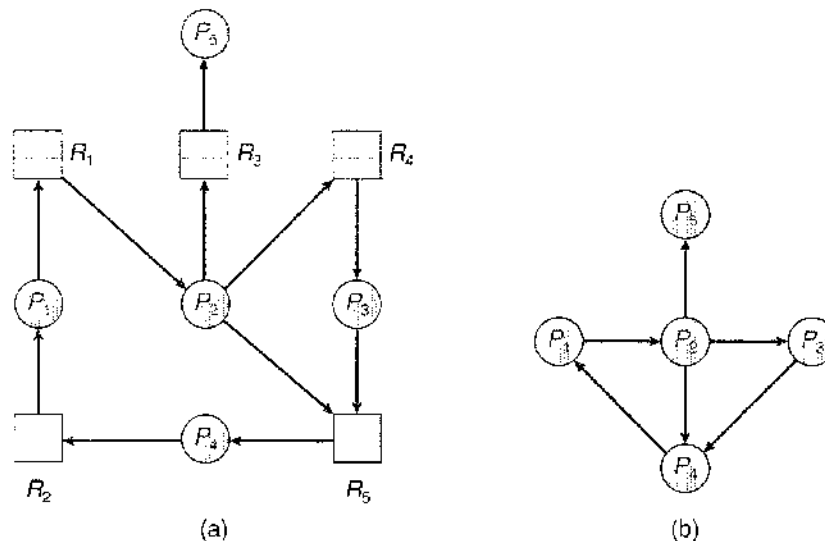 P₅
R₁
R₃
R₄
P₁
P₂
P₃
P₄
R₂
R₅
(a)
P₅
P₁
P₂
P₃
P₄
(b)